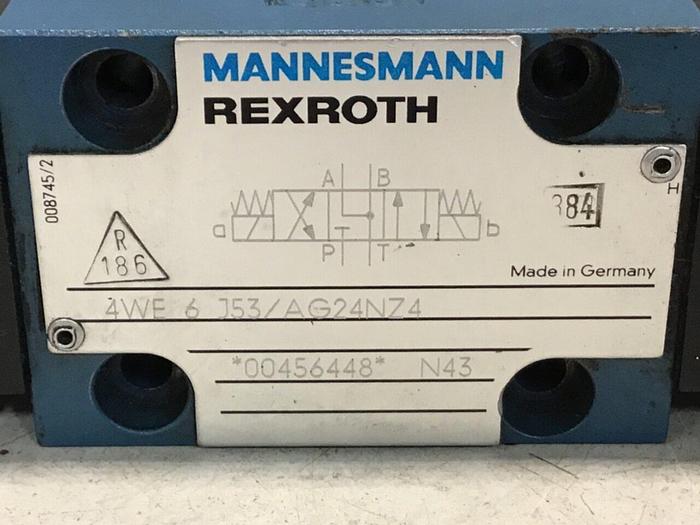 MANNESMANN
REXROTH
008745/2
A B
a b
P T
T
R
186
384
H
Made in Germany
4WE 6 J53/AG24NZ4
*00456448* N43